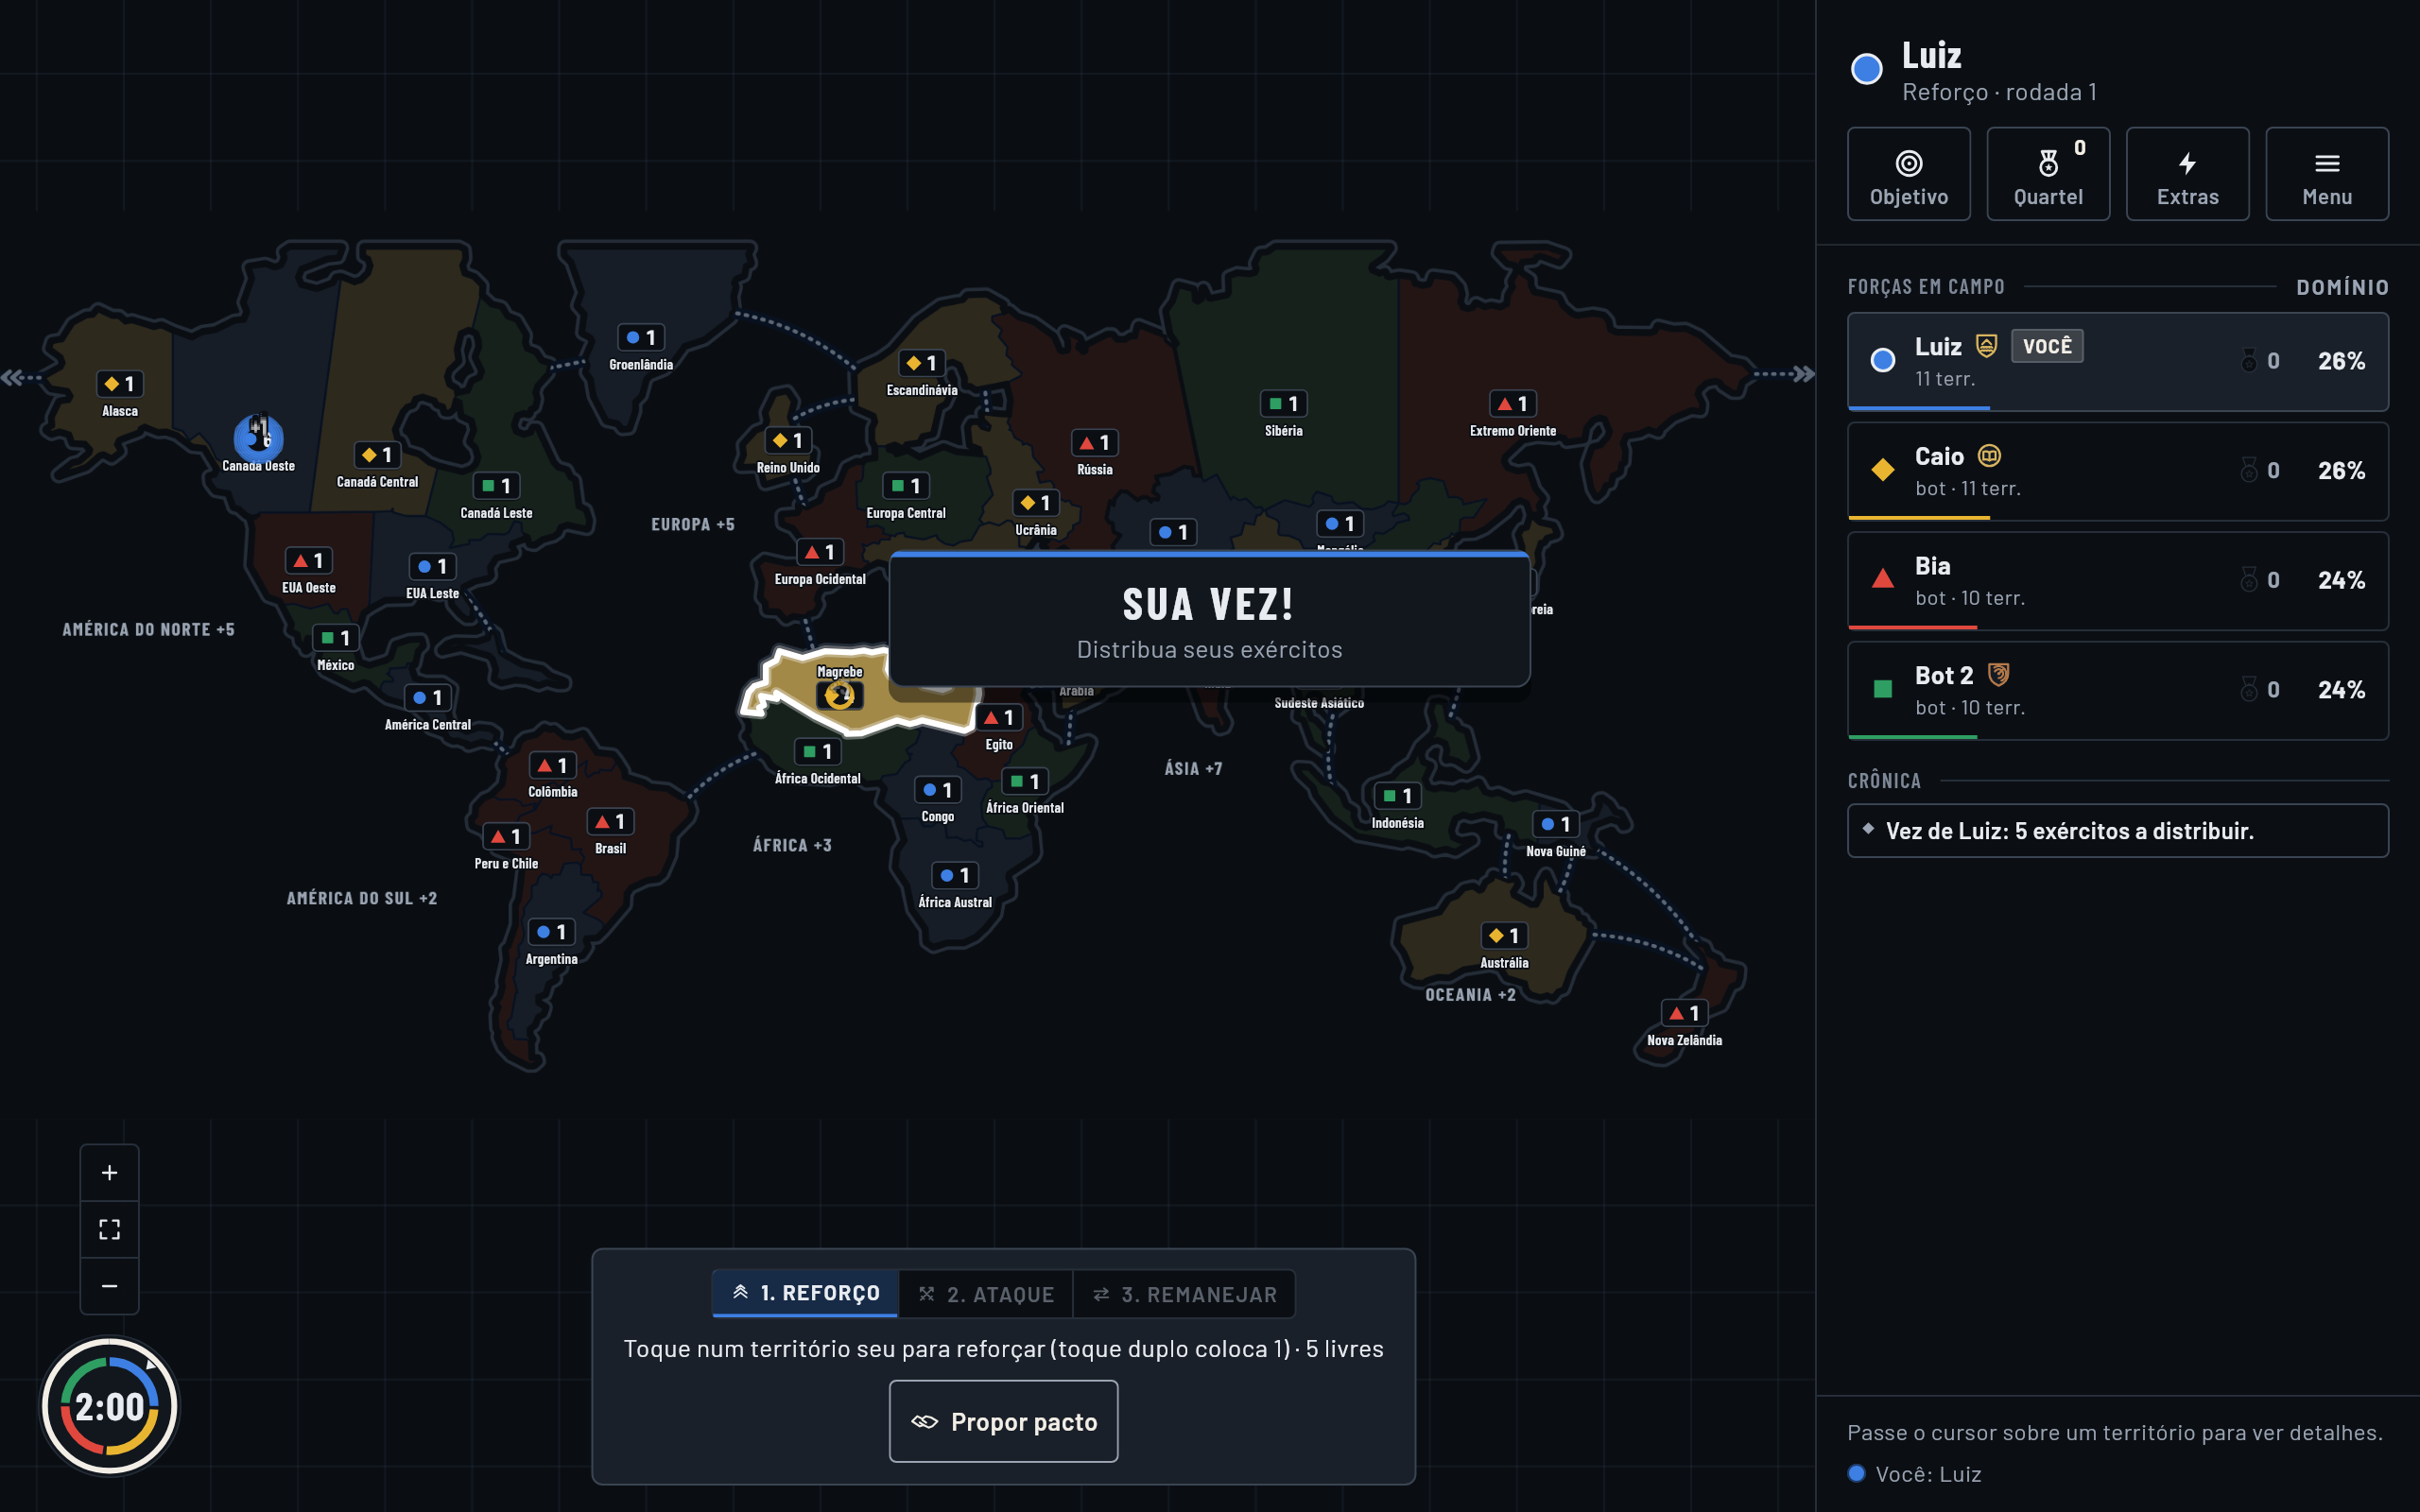 Luiz
Reforço · rodada 1
Objetivo
0
Quartel
Extras
Menu
FORÇAS EM CAMPO
DOMÍNIO
Luiz
VOCÊ
11 terr.
0
26%
Caio
bot · 11 terr.
0
26%
Bia
bot · 10 terr.
0
24%
Bot 2
bot · 10 terr.
0
24%
CRÔNICA
Vez de Luiz: 5 exércitos a distribuir.
Passe o cursor sobre um território para ver detalhes.
Você: Luiz
1
Alasca
Canadá Oeste
1
Canadá Central
1
Canadá Leste
1
Groenlândia
1
EUA Oeste
1
EUA Leste
1
México
1
América Central
AMÉRICA DO NORTE +5
1
Colômbia
1
Peru e Chile
1
Brasil
1
Argentina
AMÉRICA DO SUL +2
1
Escandinávia
1
Reino Unido
1
Europa Central
1
Ucrânia
1
Rússia
1
Europa Ocidental
EUROPA +5
1
Sibéria
1
Extremo Oriente
1
1
Arábia
Sudeste Asiático
ÁSIA +7
Magrebe
1
Egito
1
África Ocidental
1
Congo
1
África Oriental
1
África Austral
ÁFRICA +3
1
Indonésia
1
Nova Guiné
1
Austrália
1
Nova Zelândia
OCEANIA +2
SUA VEZ!
Distribua seus exércitos
+
−
2:00
1. REFORÇO
2. ATAQUE
3. REMANEJAR
Toque num território seu para reforçar (toque duplo coloca 1) · 5 livres
Propor pacto